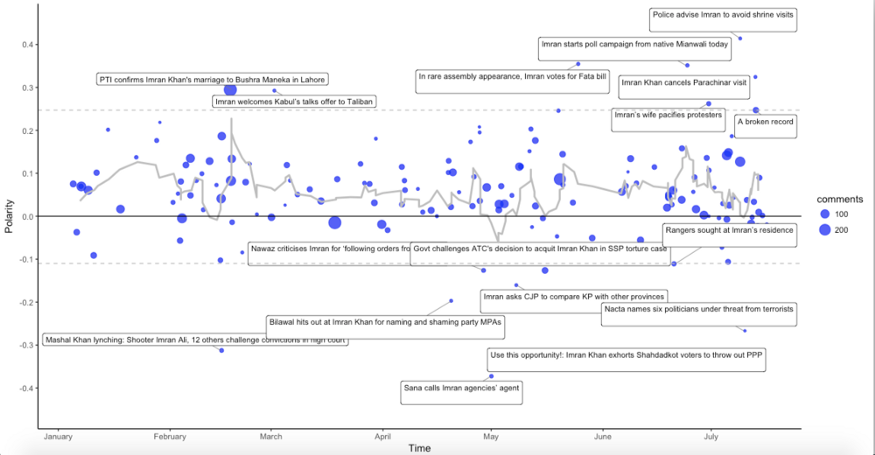 Police advise Imran to avoid shrine visits
Imran starts poll campaign from native Mianwali today
In rare assembly appearance, Imran votes for Fata bill
PTI confirms Imran Khan's marriage to Bushra Maneka in Lahore
Imran Khan cancels Parachinar visit
Imran welcomes Kabul's talks offer to Taliban
Imran's wife pacifies protesters
A broken record
Rangers sought at Imran's residence
Nawaz criticises Imran for 'following orders fro
Govt challenges ATC's decision to acquit Imran Khan in SSP torture case
Imran asks CJP to compare KP with other provinces
Nacta names six politicians under threat from terrorists
Bilawal hits out at Imran Khan for naming and shaming party MPAs
Mashal Khan lynching: Shooter Imran Ali, 12 others challenge convictions in high court
Use this opportunity!: Imran Khan exhorts Shahdadkot voters to throw out PPP
Sana calls Imran agencies' agent
Polarity
0.4
0.3
0.2
0.1
0.0
-0.1
-0.2
-0.3
-0.4
January
February
March
April
May
June
July
Time
comments
100
200